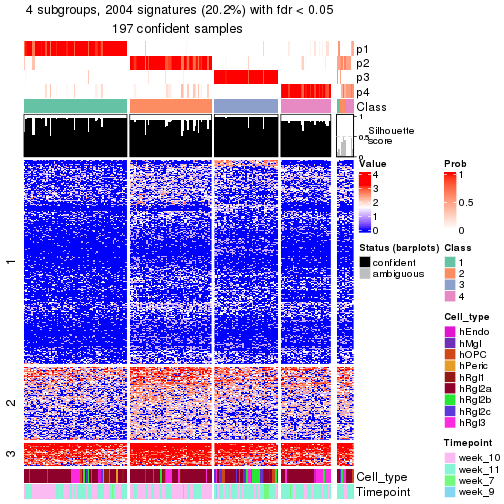 4 subgroups, 2004 signatures (20.2%) with fdr < 0.05
197 confident samples
p1
p2
p3
p4
Class
1
0.5
0
Silhouette
score
1
2
3
Cell_type
Timepoint
Value
4
3
2
1
0
Prob
1
0.5
0
Status (barplots)
confident
ambiguous
Class
1
2
3
4
Cell_type
hEndo
hMgl
hOPC
hPeric
hRgl1
hRgl2a
hRgl2b
hRgl2c
hRgl3
Timepoint
week_10
week_11
week_7
week_9